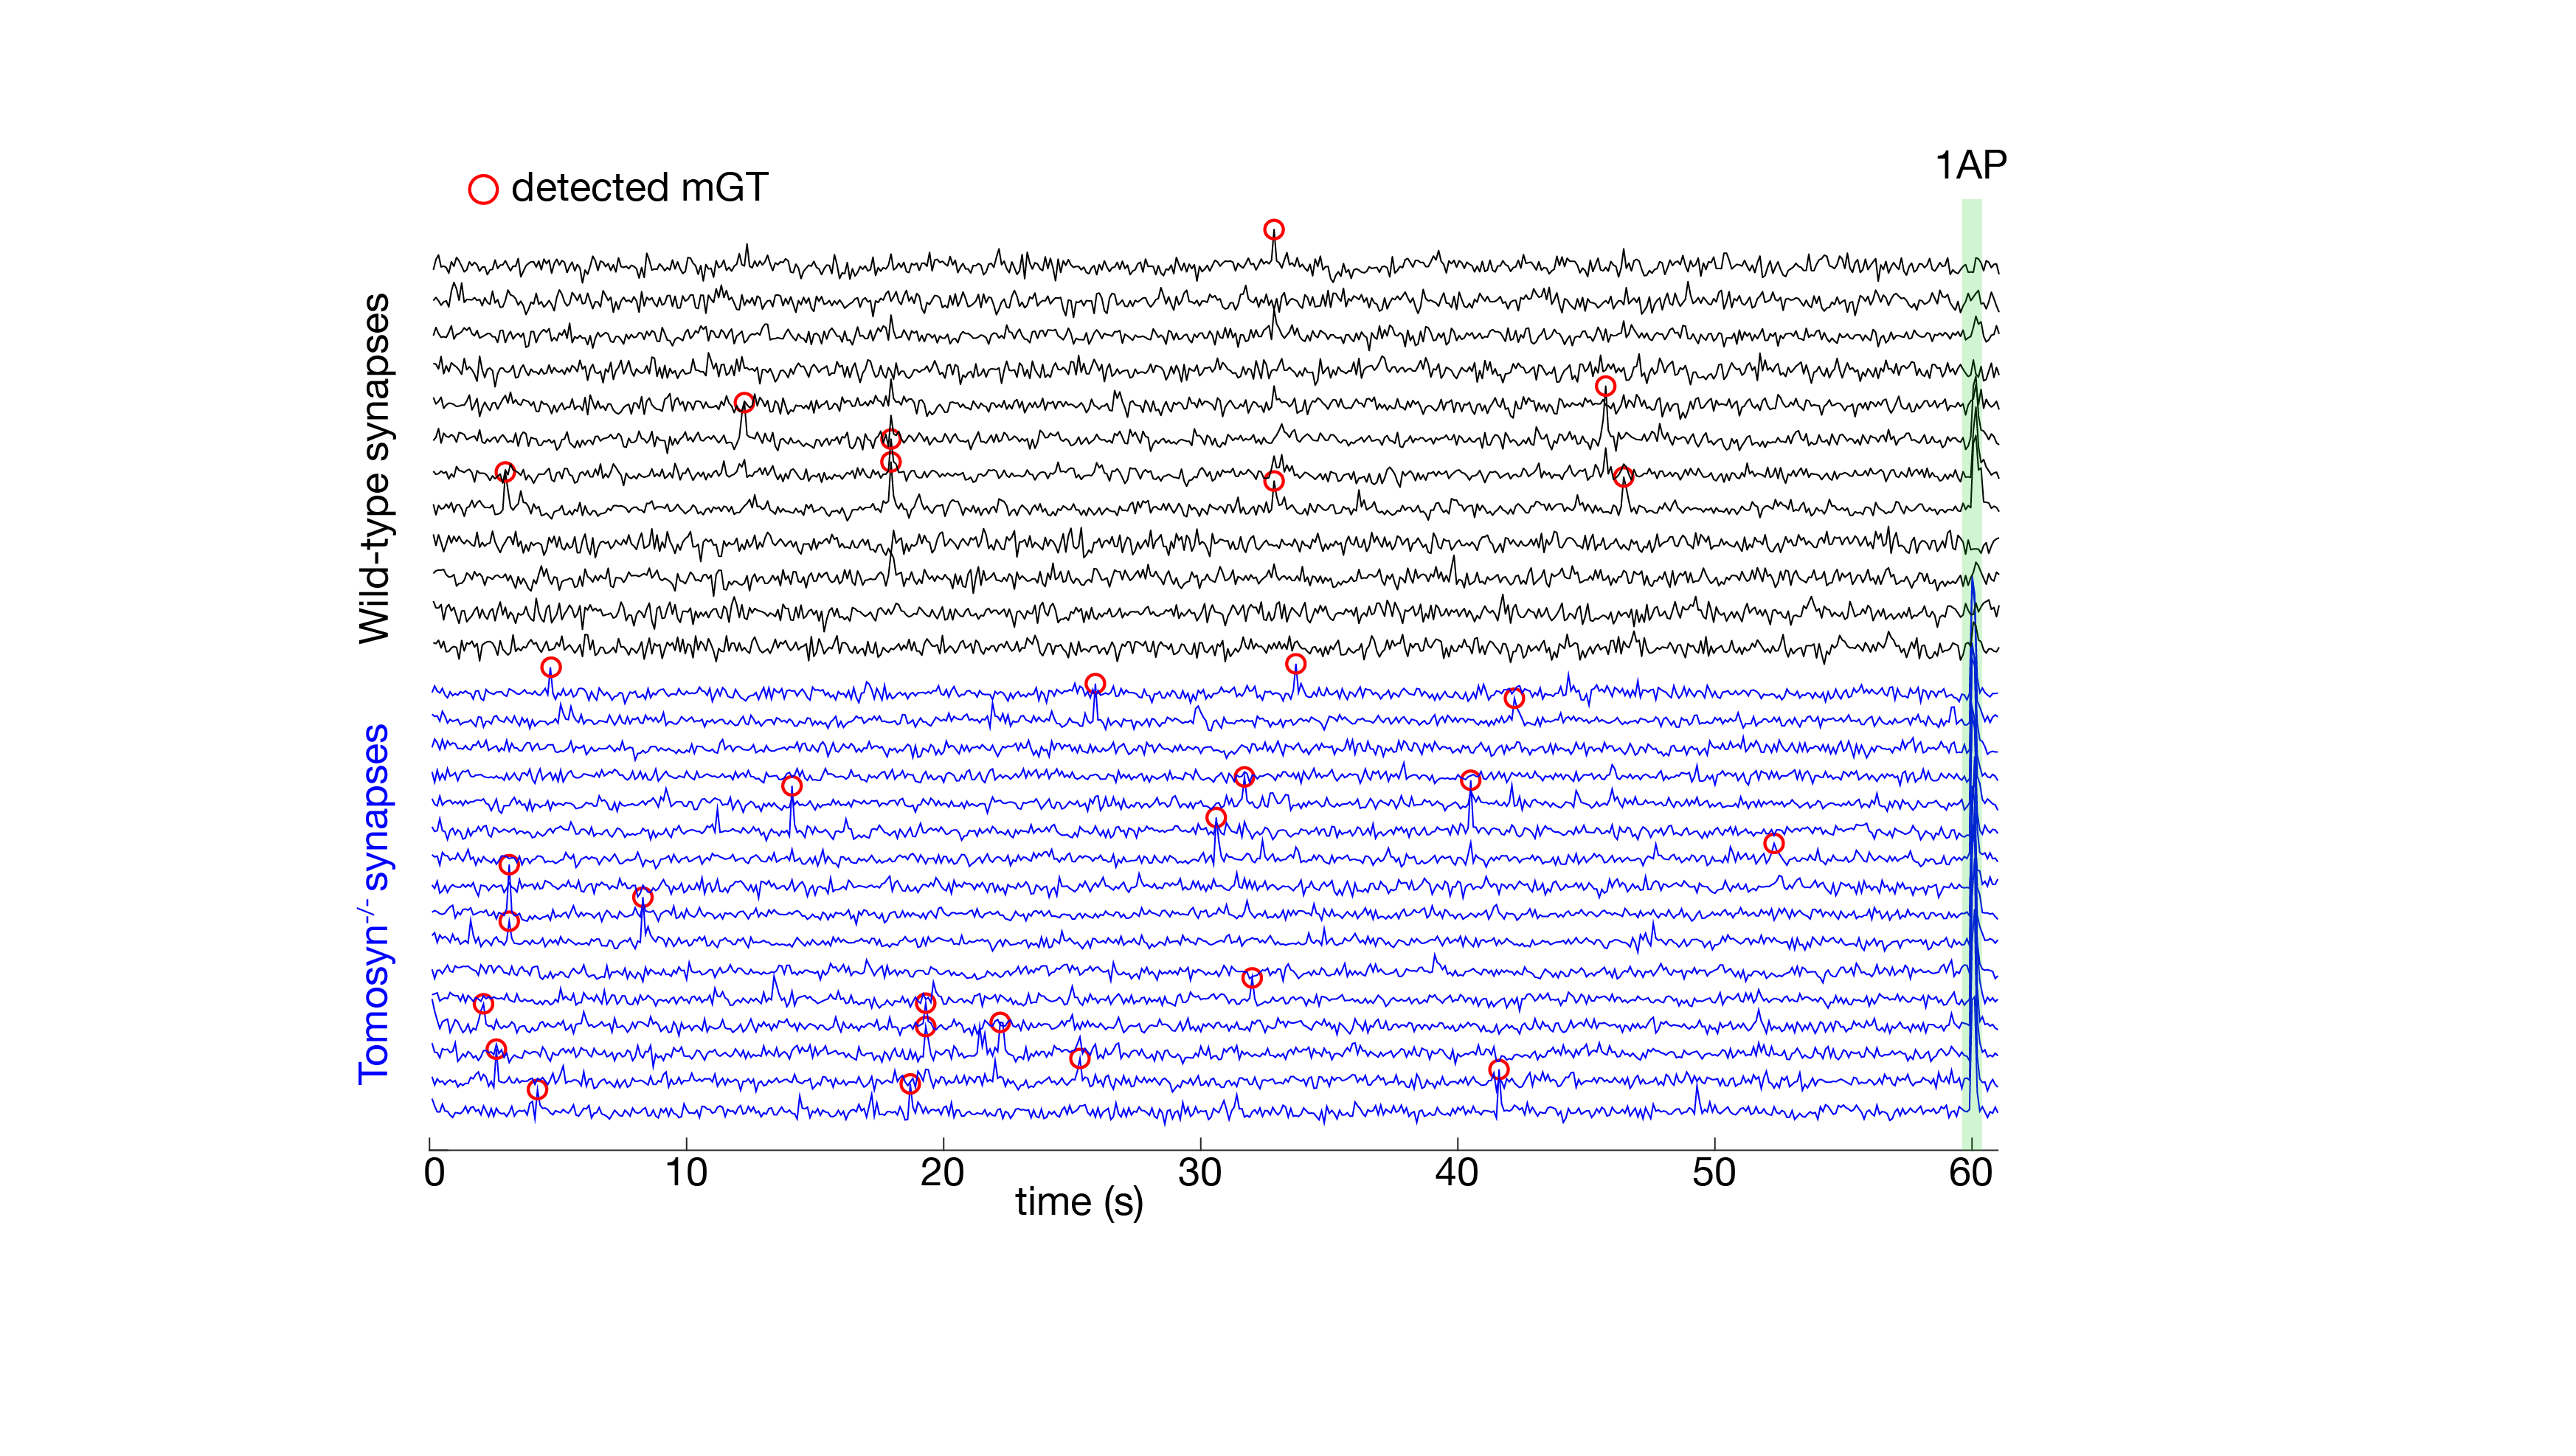 1AP
detected mGT
Wild-type synapses
Tomosyn-/- synapses
0 10 20 30 40 50 60
time (s)